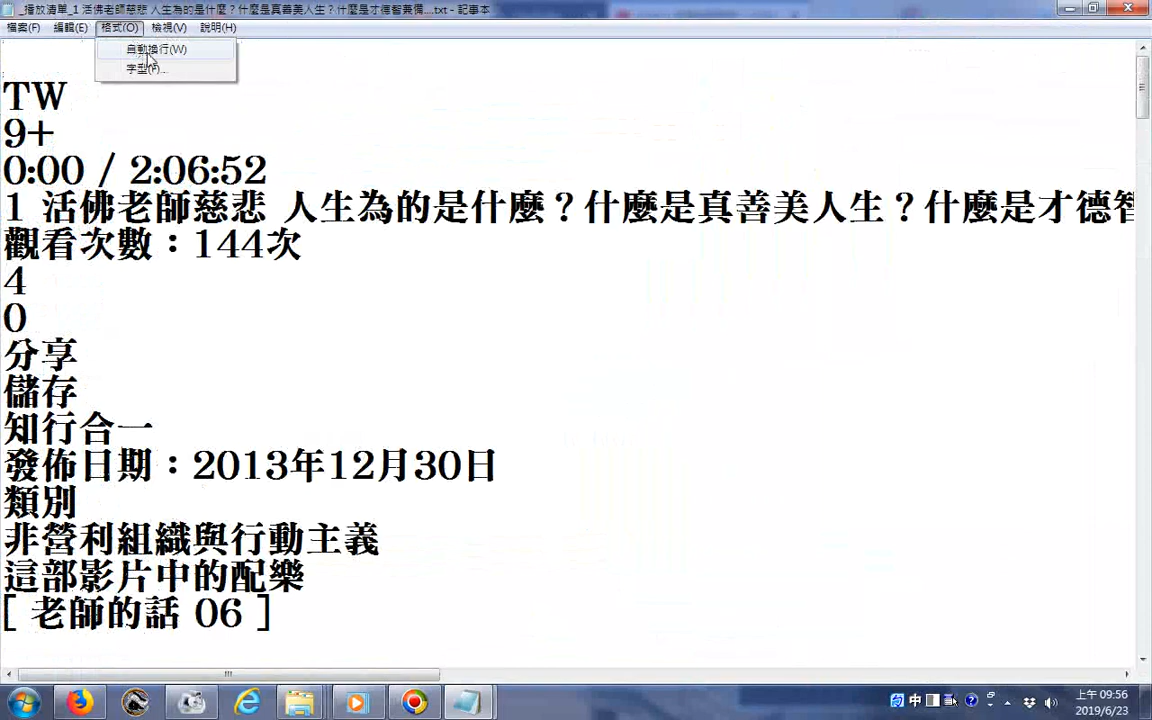 _播放清單_1 活佛老師慈悲 人生為的是什麼？什麼是真善美人生？什麼是才德智兼備....txt - 記事本
檔案(F) 編輯(E) 格式(O) 檢視(V) 說明(H)
自動換行(W)
字型(F)...
TW
9+
0:00 / 2:06:52
1 活佛老師慈悲 人生為的是什麼？什麼是真善美人生？什麼是才德智
觀看次數：144次
4
0
分享
儲存
知行合一
發佈日期：2013年12月30日
類別
非營利組織與行動主義
這部影片中的配樂
[ 老師的話 06 ]
中
上午 09:56
2019/6/23